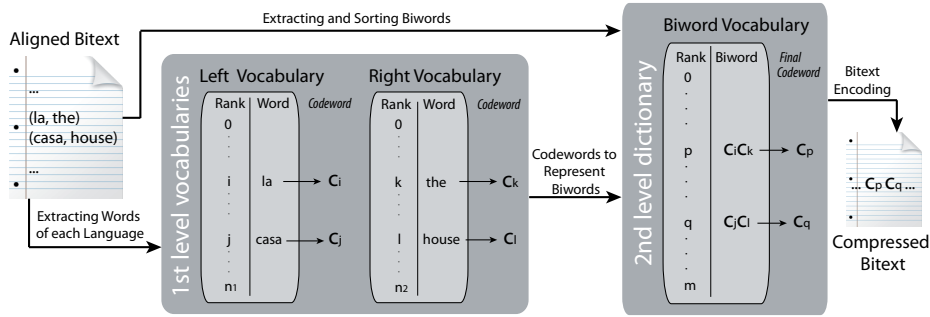 Extracting and Sorting Biwords
Aligned Bitext
...
(la, the)
(casa, house)
...
Extracting Words
of each Language
1st level vocabularies
Left Vocabulary
Rank Word Codeword
0
i la Ci
j casa Cj
n1
Right Vocabulary
Rank Word Codeword
0
k the Ck
l house Cl
n2
Codewords to
Represent
Biwords
2nd level dictionary
Biword Vocabulary
Rank Biword Final
Codeword
0
p CiCk Cp
q CjCl Cq
m
Bitext
Encoding
... Cp Cq ...
Compressed
Bitext